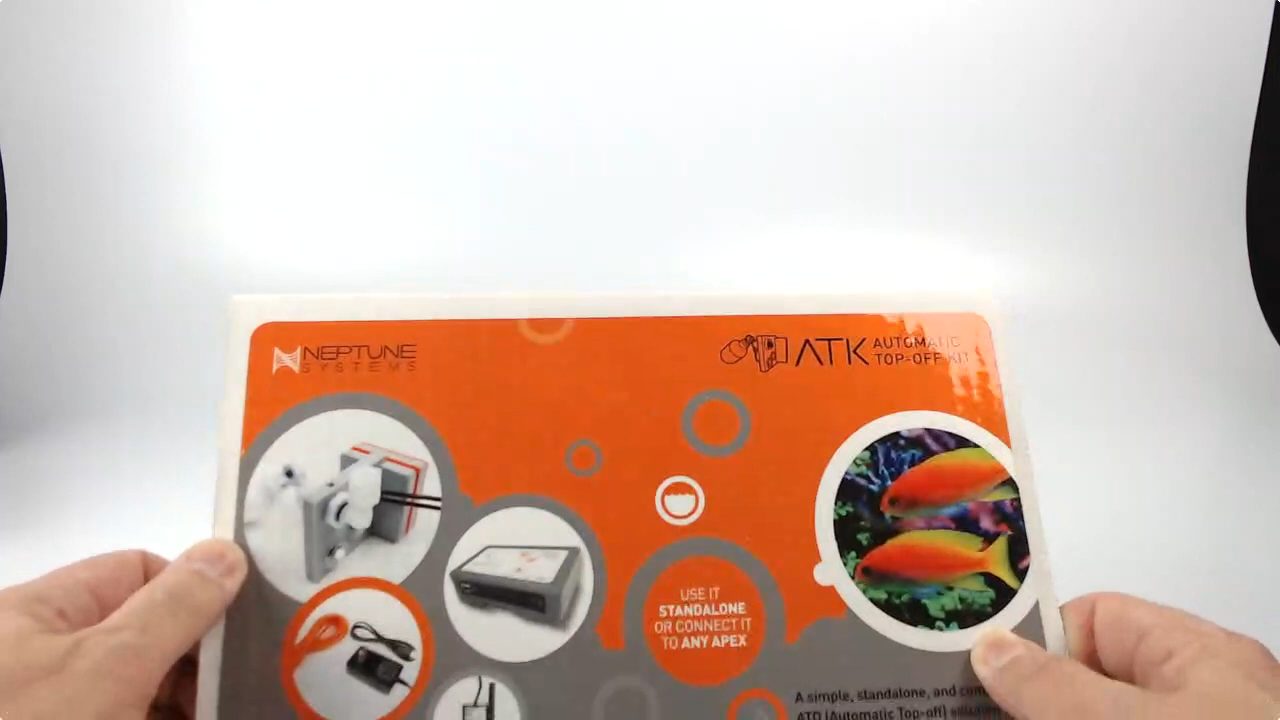 NEPTUNE
SYSTEMS
ATK AUTOMATIC
TOP-OFF KIT
USE IT
STANDALONE
OR CONNECT IT
TO ANY APEX
A simple, standalone, and
ATO (Automatic Top-off)